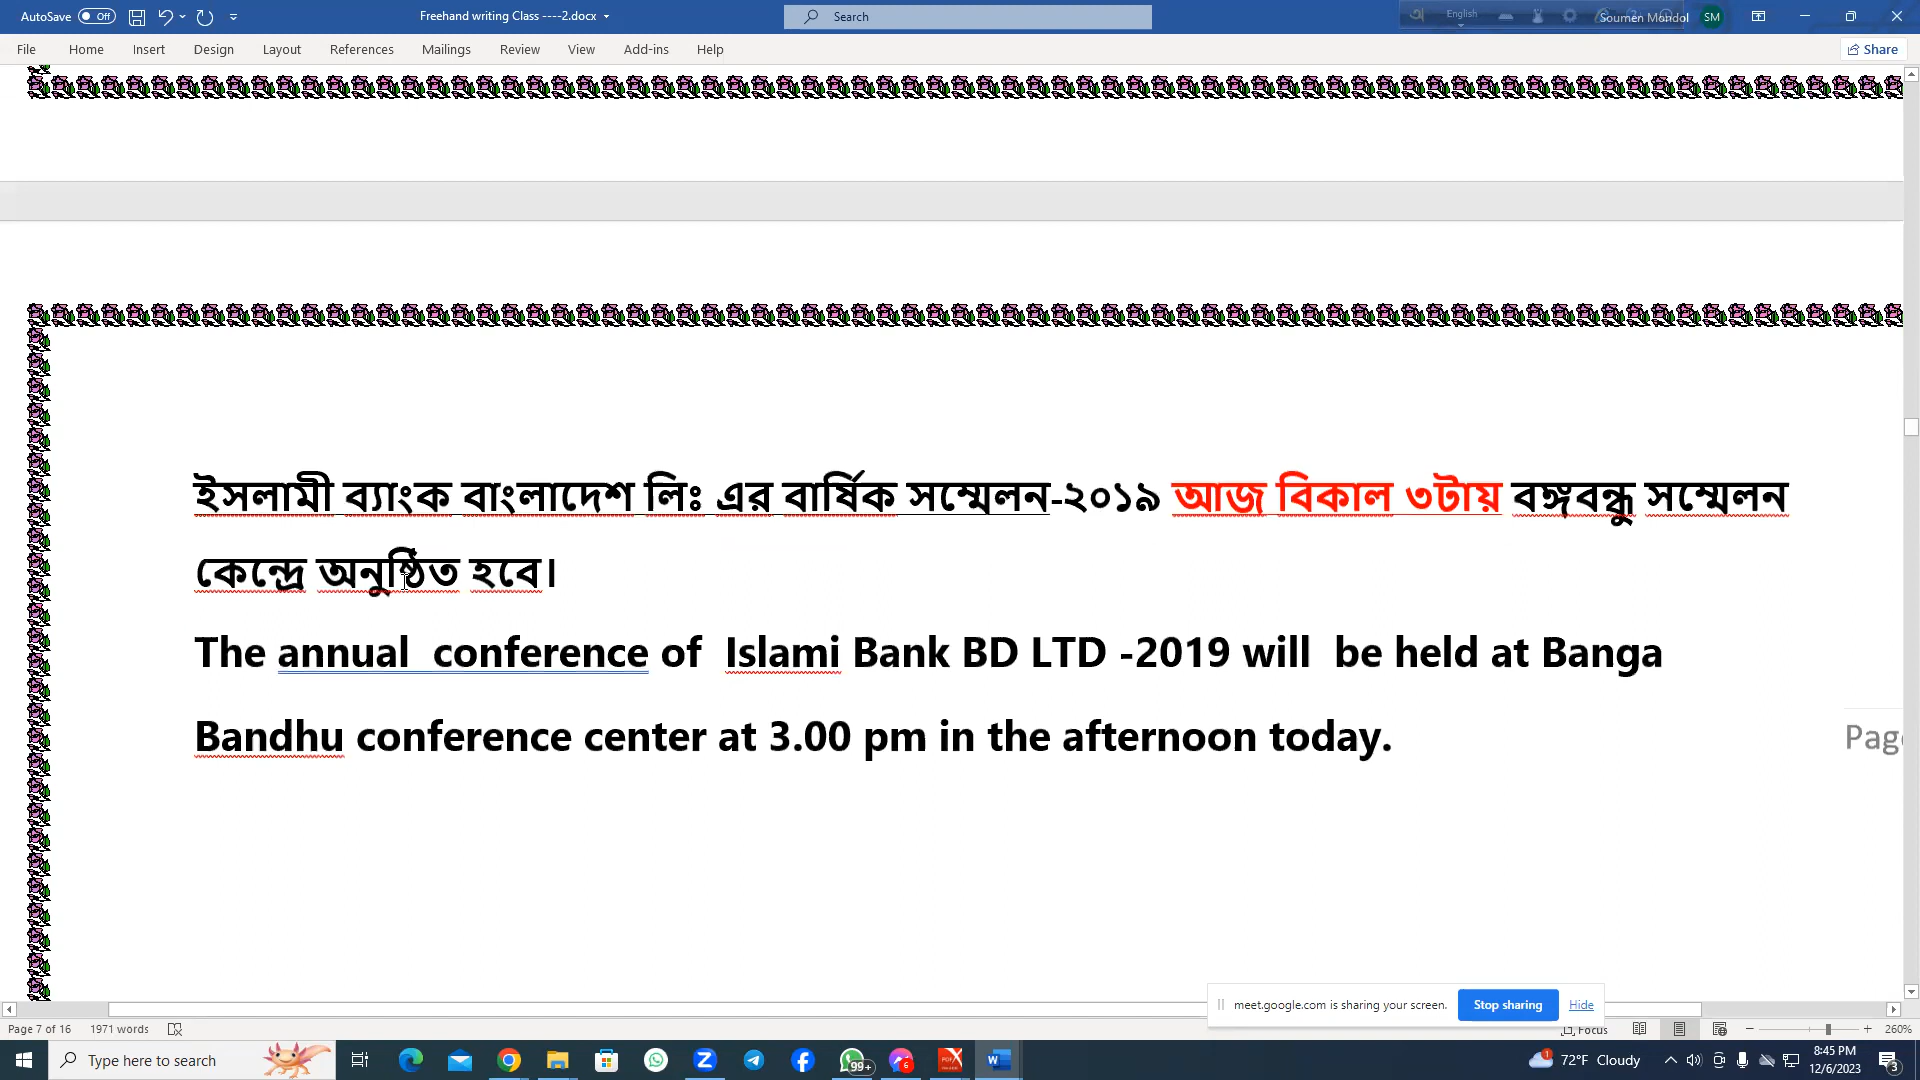 AutoSave Off Freehand writing Class ----2.docx Search English Soumen Mondol SM
File Home Insert Design Layout References Mailings Review View Add-ins Help Share
ইসলামী ব্যাংক বাংলাদেশ লিঃ এর বার্ষিক সম্মেলন-২০১৯ আজ বিকাল ৩টায় বঙ্গবন্ধু সম্মেলন
কেন্দ্রে অনুষ্ঠিত হবে।
The annual conference of Islami Bank BD LTD -2019 will be held at Banga
Bandhu conference center at 3.00 pm in the afternoon today.
meet.google.com is sharing your screen. Stop sharing Hide
Page 7 of 16 1971 words Focus 260%
Type here to search 99+ 6 1 72°F Cloudy 8:45 PM
12/6/2023 3